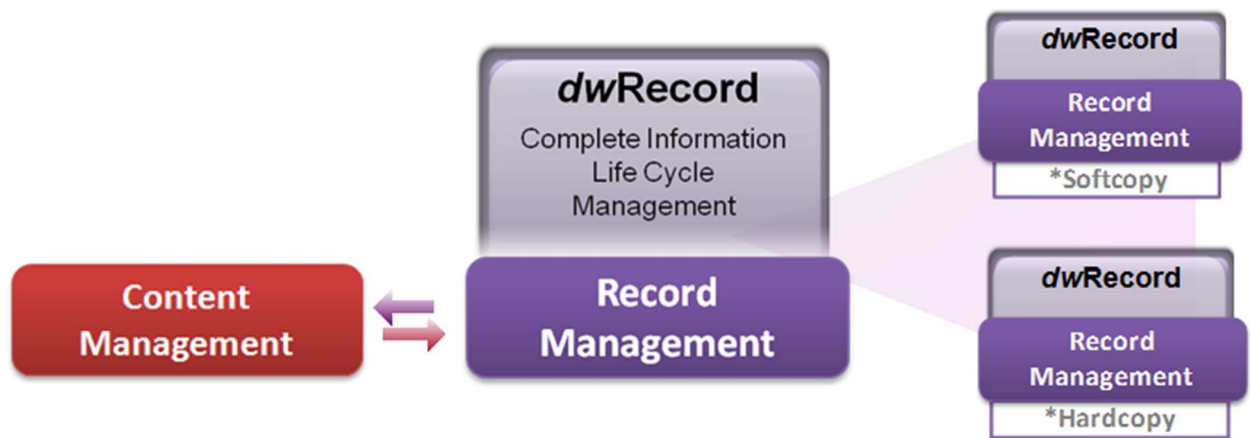 dwRecord
Complete Information
Life Cycle
Management
Record
Management
Content
Management
dwRecord
Record
Management
*Softcopy
dwRecord
Record
Management
*Hardcopy